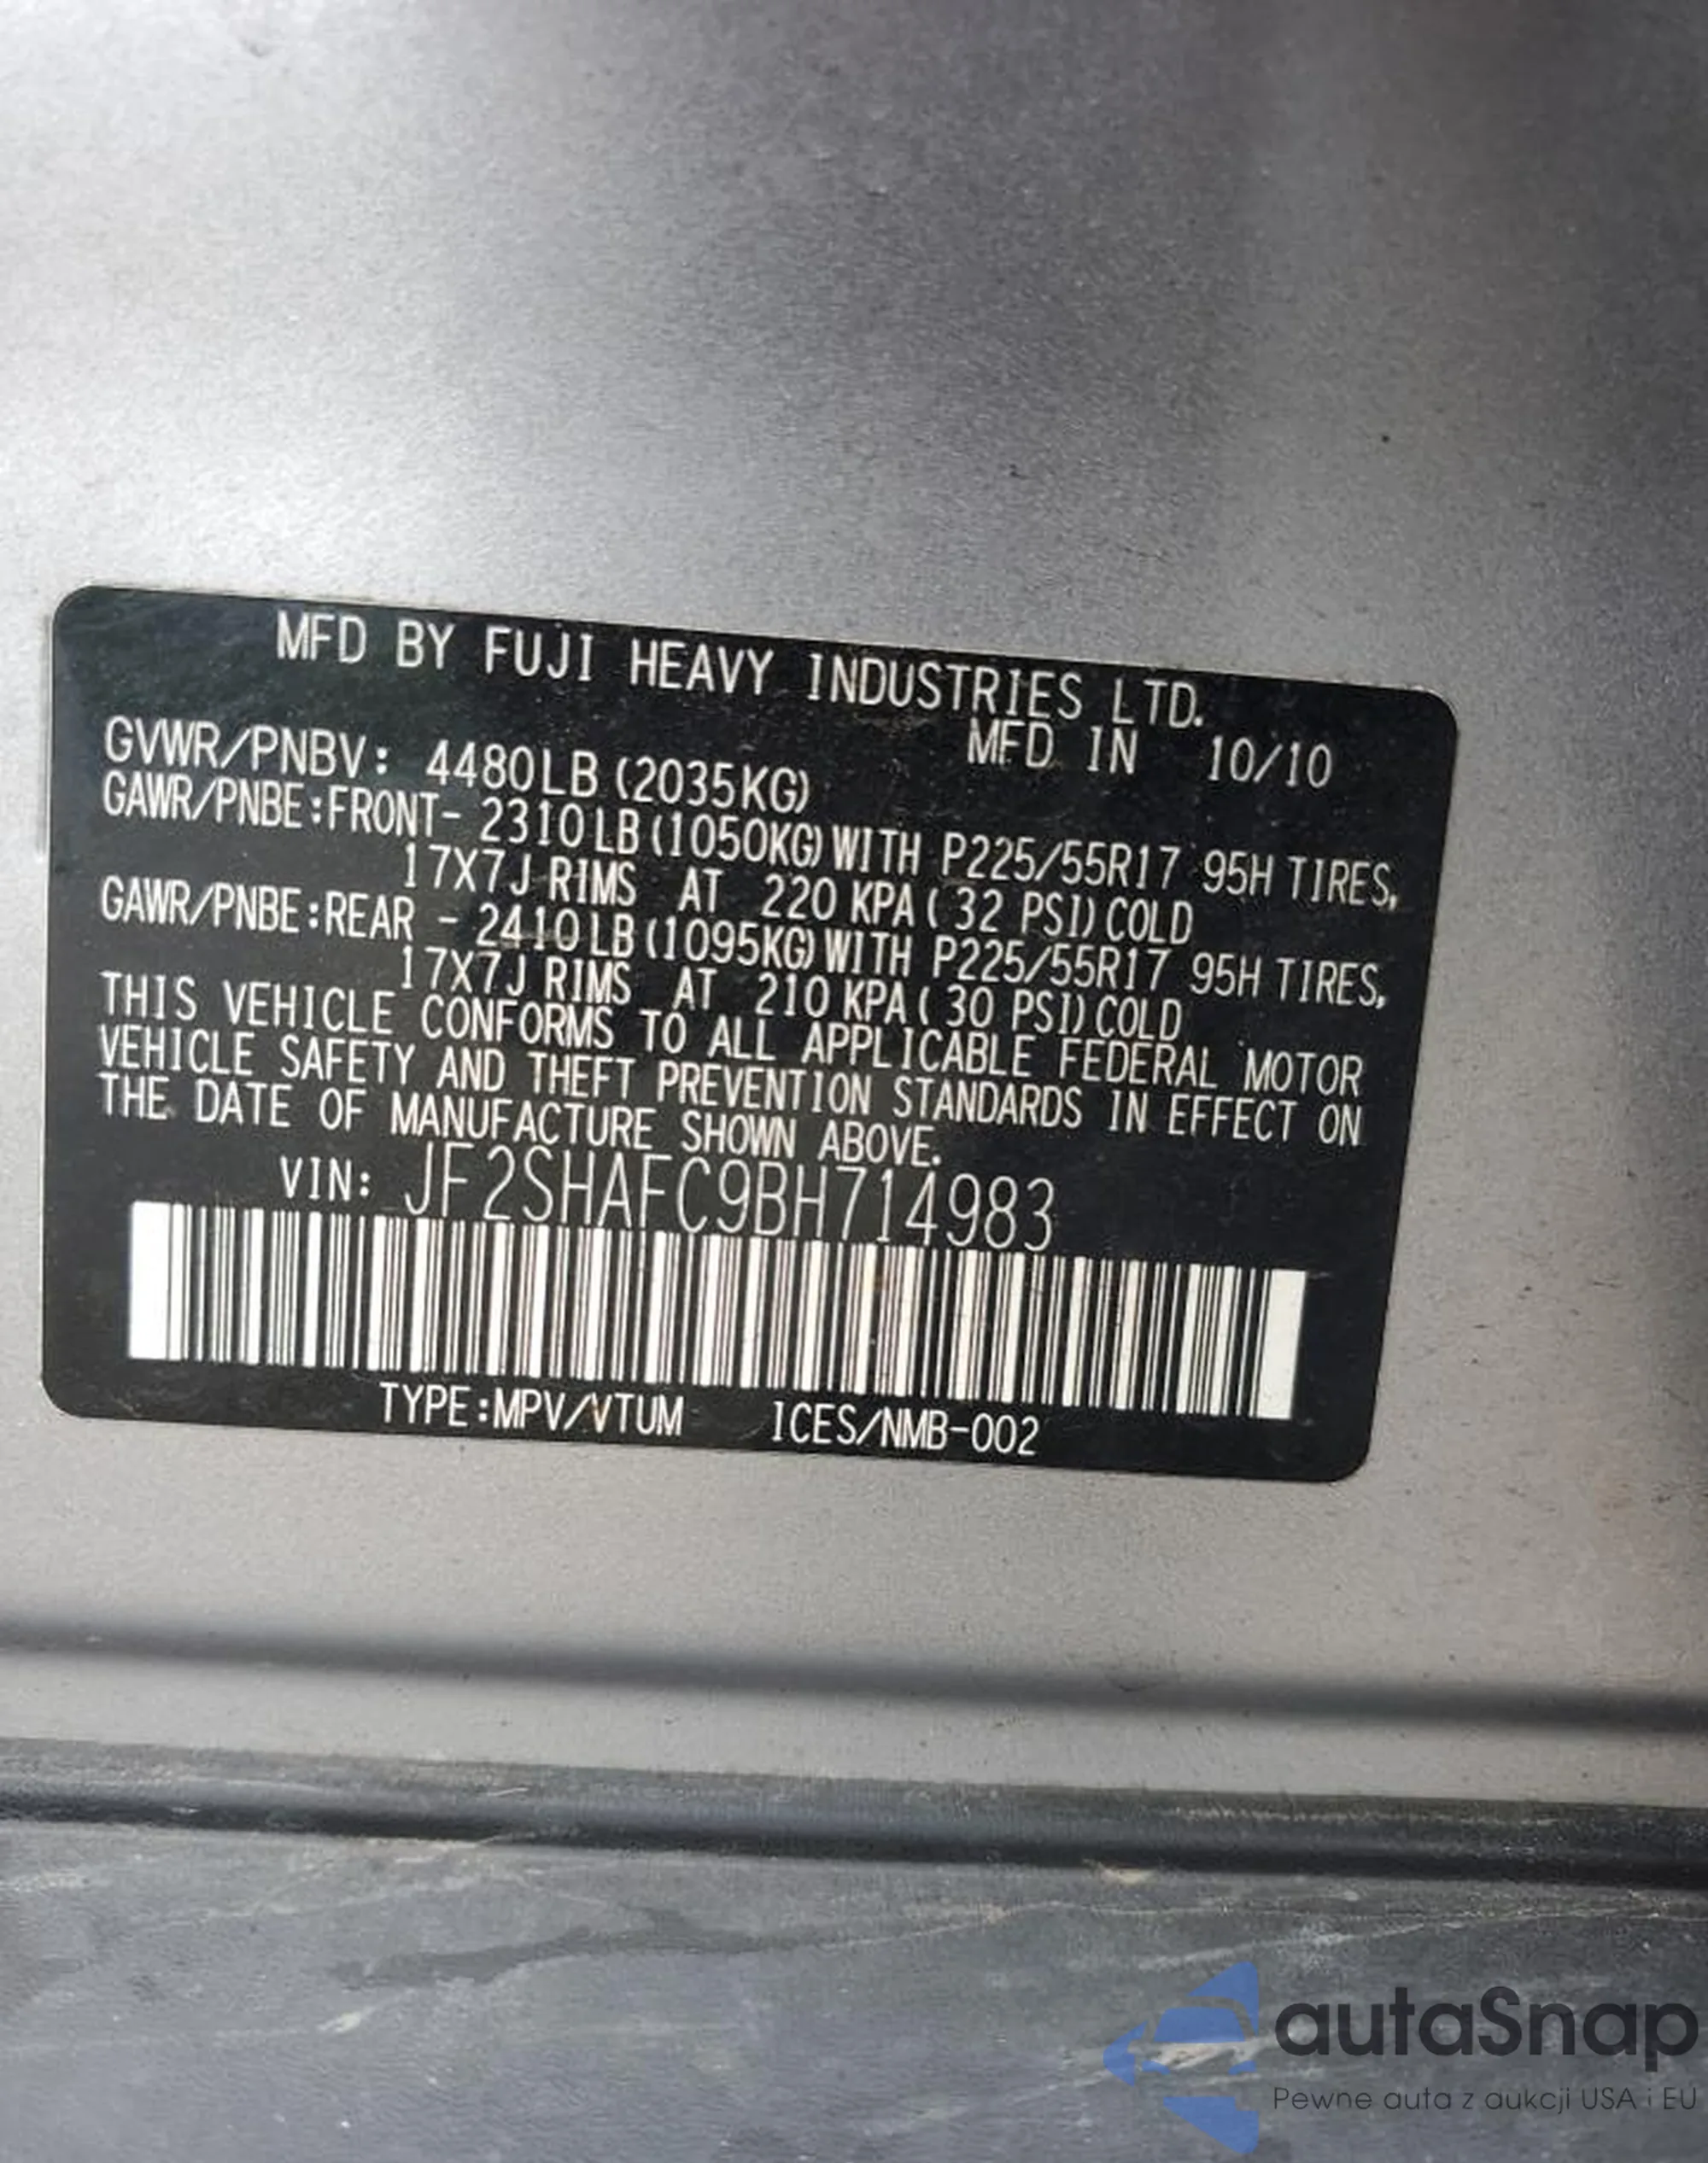 MFD BY FUJI HEAVY INDUSTRIES LTD.
MFD IN 10/10
GVWR/PNBV: 4480LB (2035KG)
GAWR/PNBE:FRONT- 2310LB (1050KG) WITH P225/55R17 95H TIRES,
17X7J RIMS AT 220 KPA ( 32 PSI) COLD
GAWR/PNBE:REAR - 2410LB (1095KG) WITH P225/55R17 95H TIRES,
17X7J RIMS AT 210 KPA ( 30 PSI) COLD
THIS VEHICLE CONFORMS TO ALL APPLICABLE FEDERAL MOTOR
VEHICLE SAFETY AND THEFT PREVENTION STANDARDS IN EFFECT ON
THE DATE OF MANUFACTURE SHOWN ABOVE.
VIN: JF2SHAFC9BH714983
TYPE:MPV/VTUM ICES/NMB-002
autaSnap
Pewne auta z aukcji USA i EU